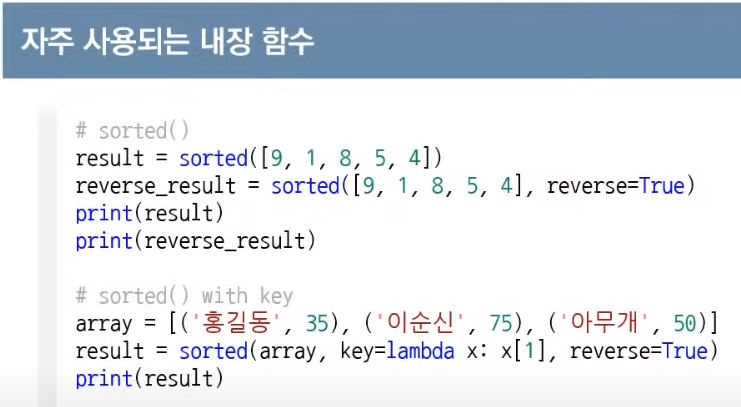 자주 사용되는 내장 함수
# sorted()
result = sorted([9, 1, 8, 5, 4])
reverse_result = sorted([9, 1, 8, 5, 4], reverse=True)
print(result)
print(reverse_result)
# sorted() with key
array = [('홍길동', 35), ('이순신', 75), ('아무개', 50)]
result = sorted(array, key=lambda x: x[1], reverse=True)
print(result)